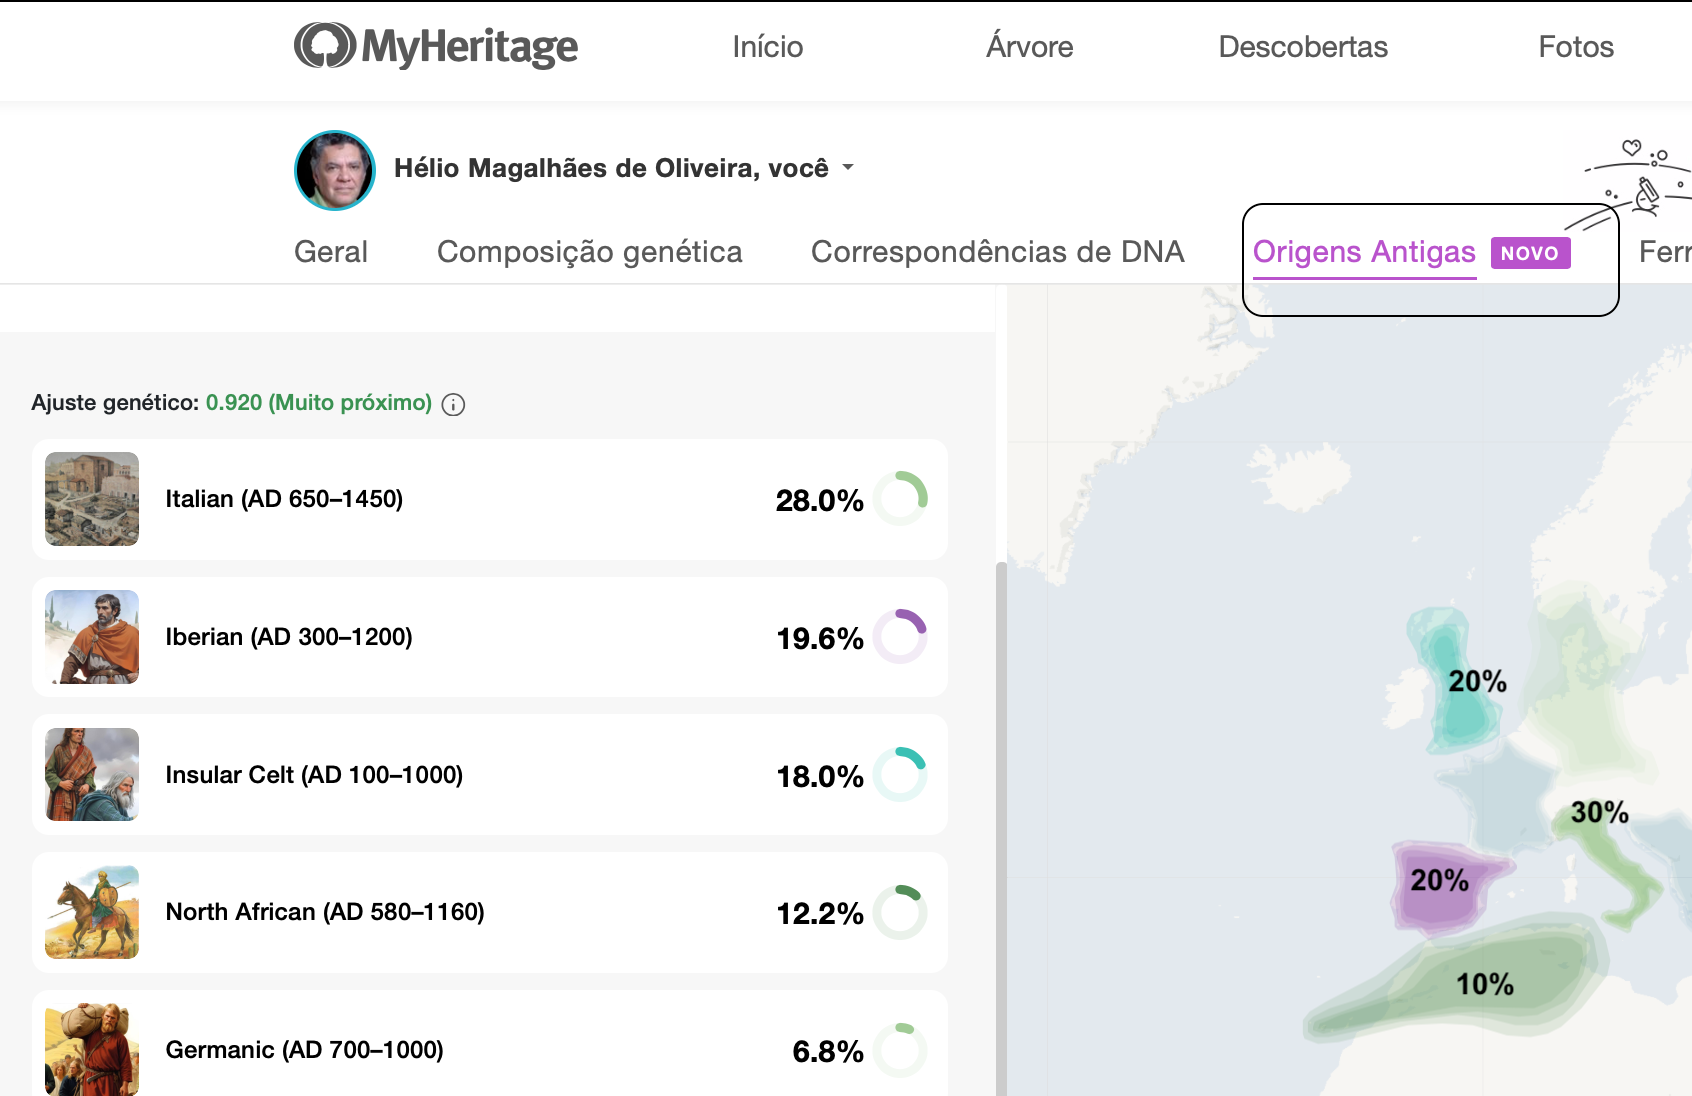 MyHeritage
Início
Árvore
Descobertas
Fotos
Hélio Magalhães de Oliveira, você
Geral
Composição genética
Correspondências de DNA
Origens Antigas
NOVO
Ferr
Ajuste genético: 0.920 (Muito próximo)
Italian (AD 650–1450)
28.0%
Iberian (AD 300–1200)
19.6%
Insular Celt (AD 100–1000)
18.0%
North African (AD 580–1160)
12.2%
Germanic (AD 700–1000)
6.8%
20%
30%
20%
10%